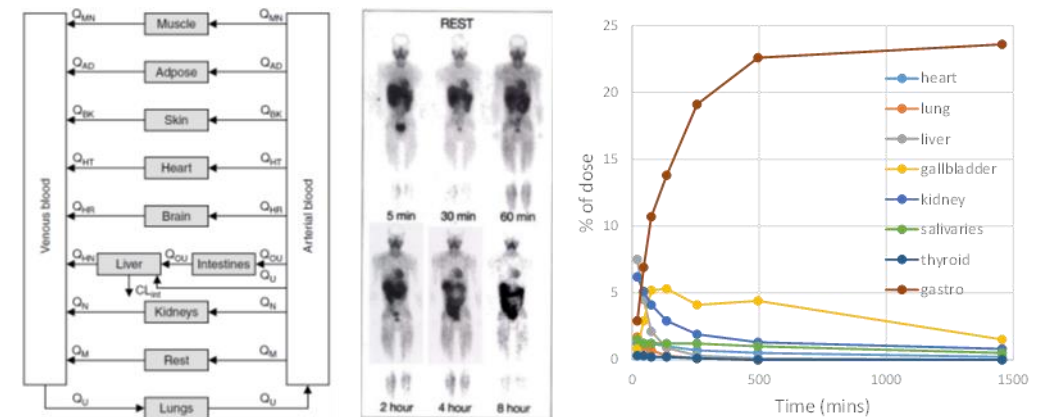 Q_MN Muscle Q_MN
Q_AD Adpose Q_AD
Q_BK Skin Q_BK
Q_HT Heart Q_HT
Q_HR Brain Q_HR
Venous blood
Arterial blood
Q_HN Liver Q_OU Intestines Q_OU
Q_U
CL_int
Q_N Kidneys Q_N
Q_M Rest Q_M
Q_U Lungs Q_U
REST
5 min 30 min 60 min
2 hour 4 hour 8 hour
% of dose
25
20
15
10
5
0
0 500 1000 1500
Time (mins)
heart
lung
liver
gallbladder
kidney
salivaries
thyroid
gastro